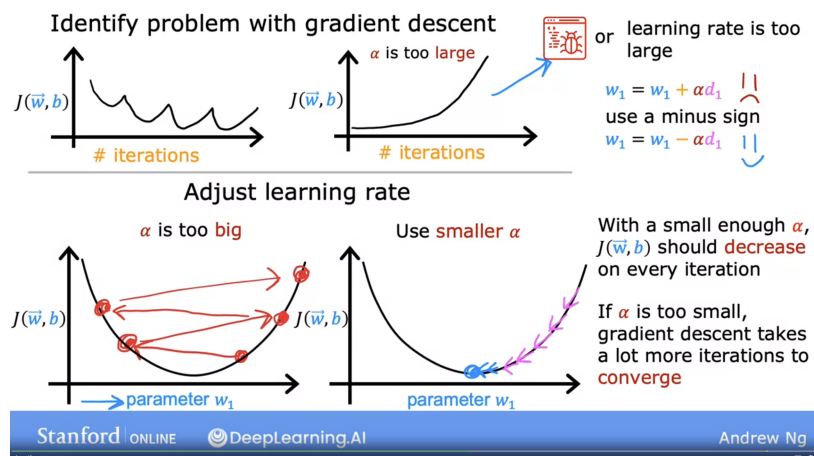 Identify problem with gradient descent
J(w⃗, b)
# iterations
α is too large
J(w⃗, b)
# iterations
or learning rate is too
large
w₁ = w₁ + αd₁
use a minus sign
w₁ = w₁ − αd₁
Adjust learning rate
α is too big
J(w⃗, b)
parameter w₁
Use smaller α
J(w⃗, b)
parameter w₁
With a small enough α,
J(w⃗, b) should decrease
on every iteration
If α is too small,
gradient descent takes
a lot more iterations to
converge
Stanford ONLINE
DeepLearning.AI
Andrew Ng